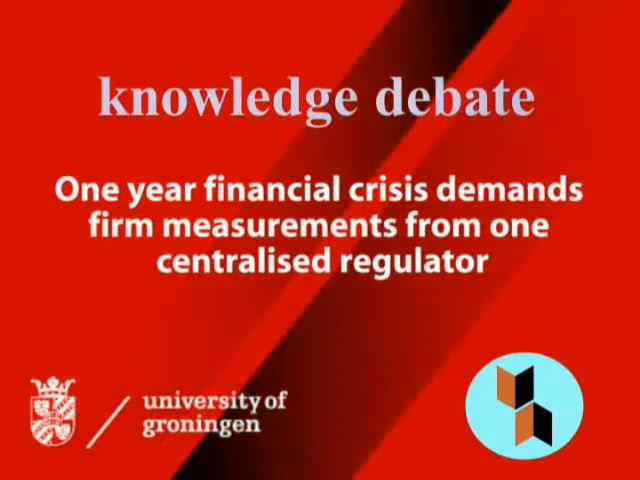 knowledge debate
One year financial crisis demands
firm measurements from one
centralised regulator
university of
groningen